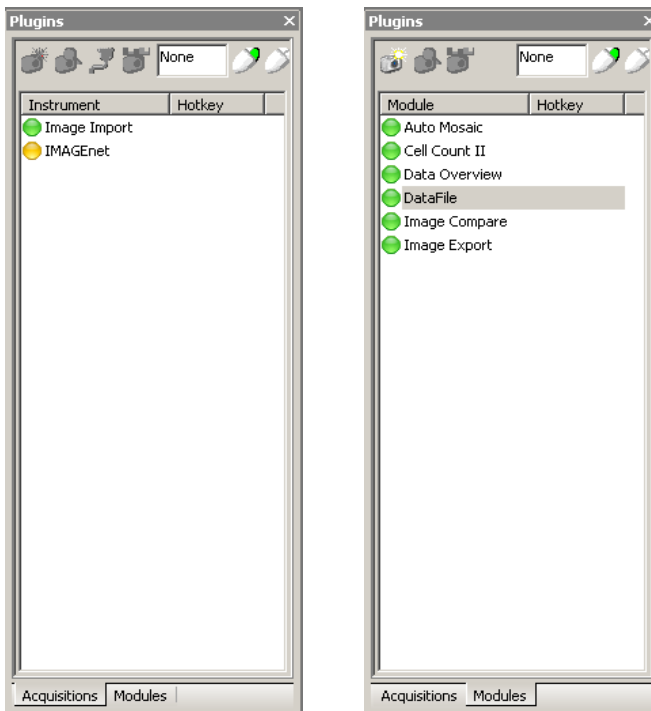 Plugins
None
Instrument Hotkey
Image Import
IMAGEnet
Acquisitions Modules
Plugins
None
Module Hotkey
Auto Mosaic
Cell Count II
Data Overview
DataFile
Image Compare
Image Export
Acquisitions Modules